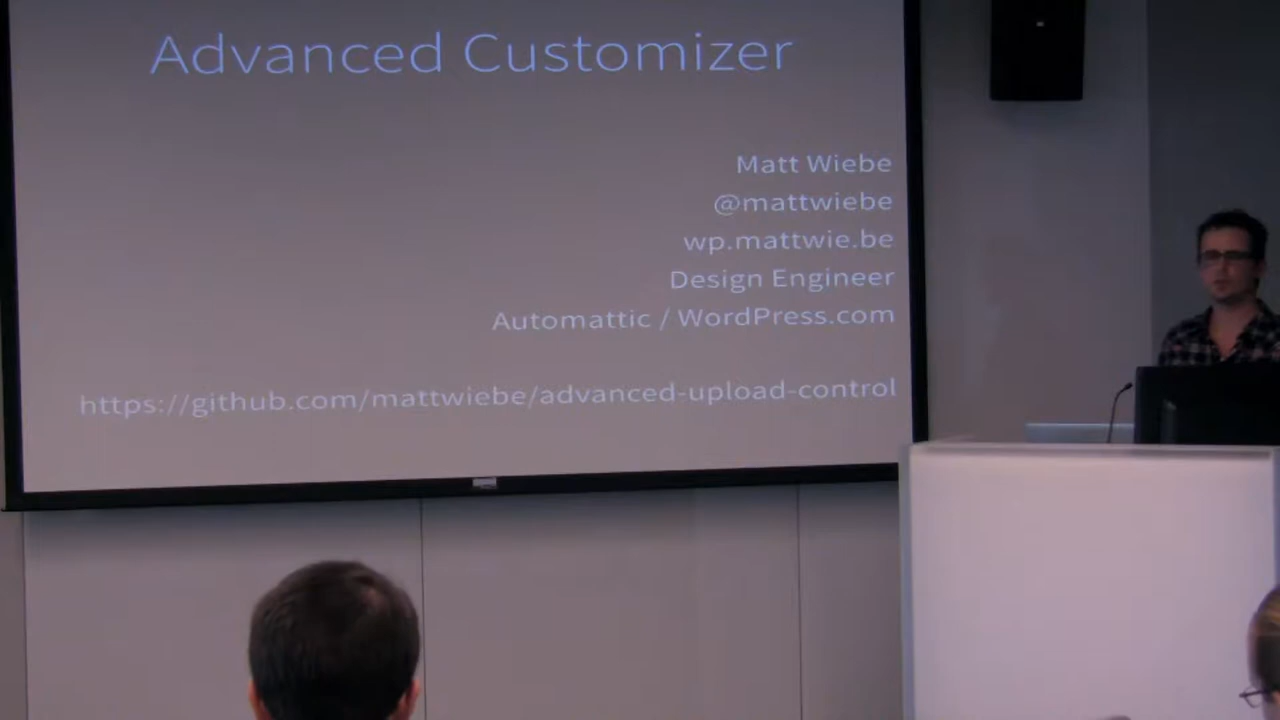 Advanced Customizer
Matt Wiebe
@mattwiebe
wp.mattwie.be
Design Engineer
Automattic / WordPress.com
https://github.com/mattwiebe/advanced-upload-control